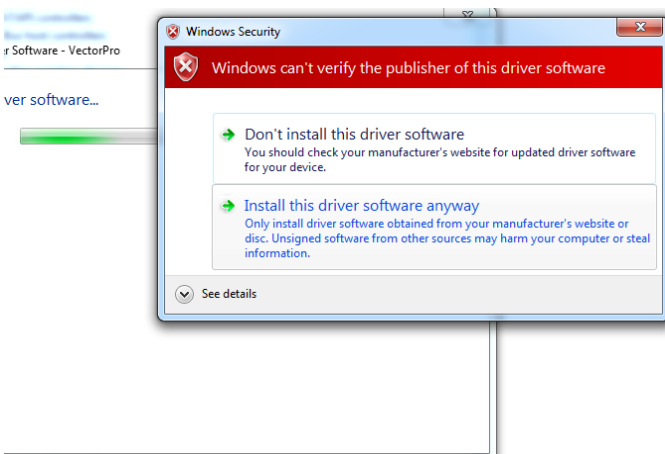 r Software - VectorPro
ver software...
Windows Security
Windows can't verify the publisher of this driver software
Don't install this driver software
You should check your manufacturer's website for updated driver software
for your device.
Install this driver software anyway
Only install driver software obtained from your manufacturer's website or
disc. Unsigned software from other sources may harm your computer or steal
information.
See details